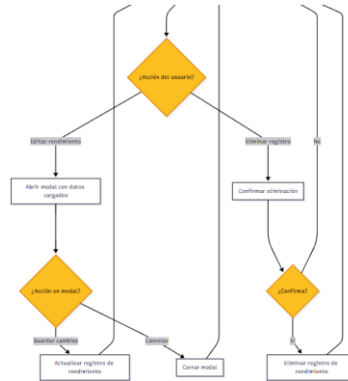 ¿Acción del usuario?
Editar rendimiento
Eliminar registro
No
Abrir modal con datos
cargados
Confirmar eliminación
¿Acción en modal?
¿Confirma?
Guardar cambios
Cancelar
Sí
Actualizar registro de
rendimiento
Cerrar modal
Eliminar registro de
rendimiento